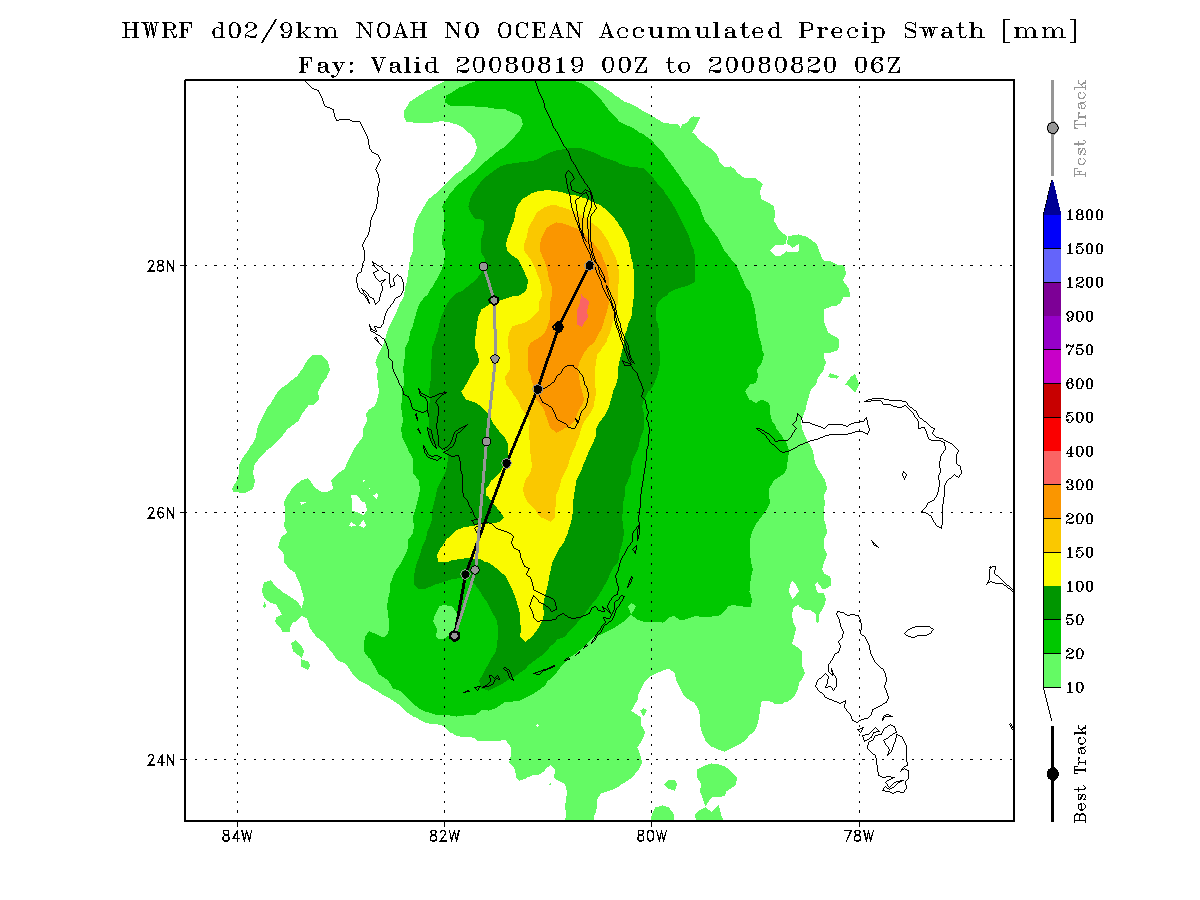 HWRF d02/9km NOAH NO OCEAN Accumulated Precip Swath [mm]
Fay: Valid 20080819 00Z to 20080820 06Z
Fcst Track
1800
1500
1200
900
750
600
500
400
300
200
150
100
50
20
10
Best Track
28N
26N
24N
84W
82W
80W
78W